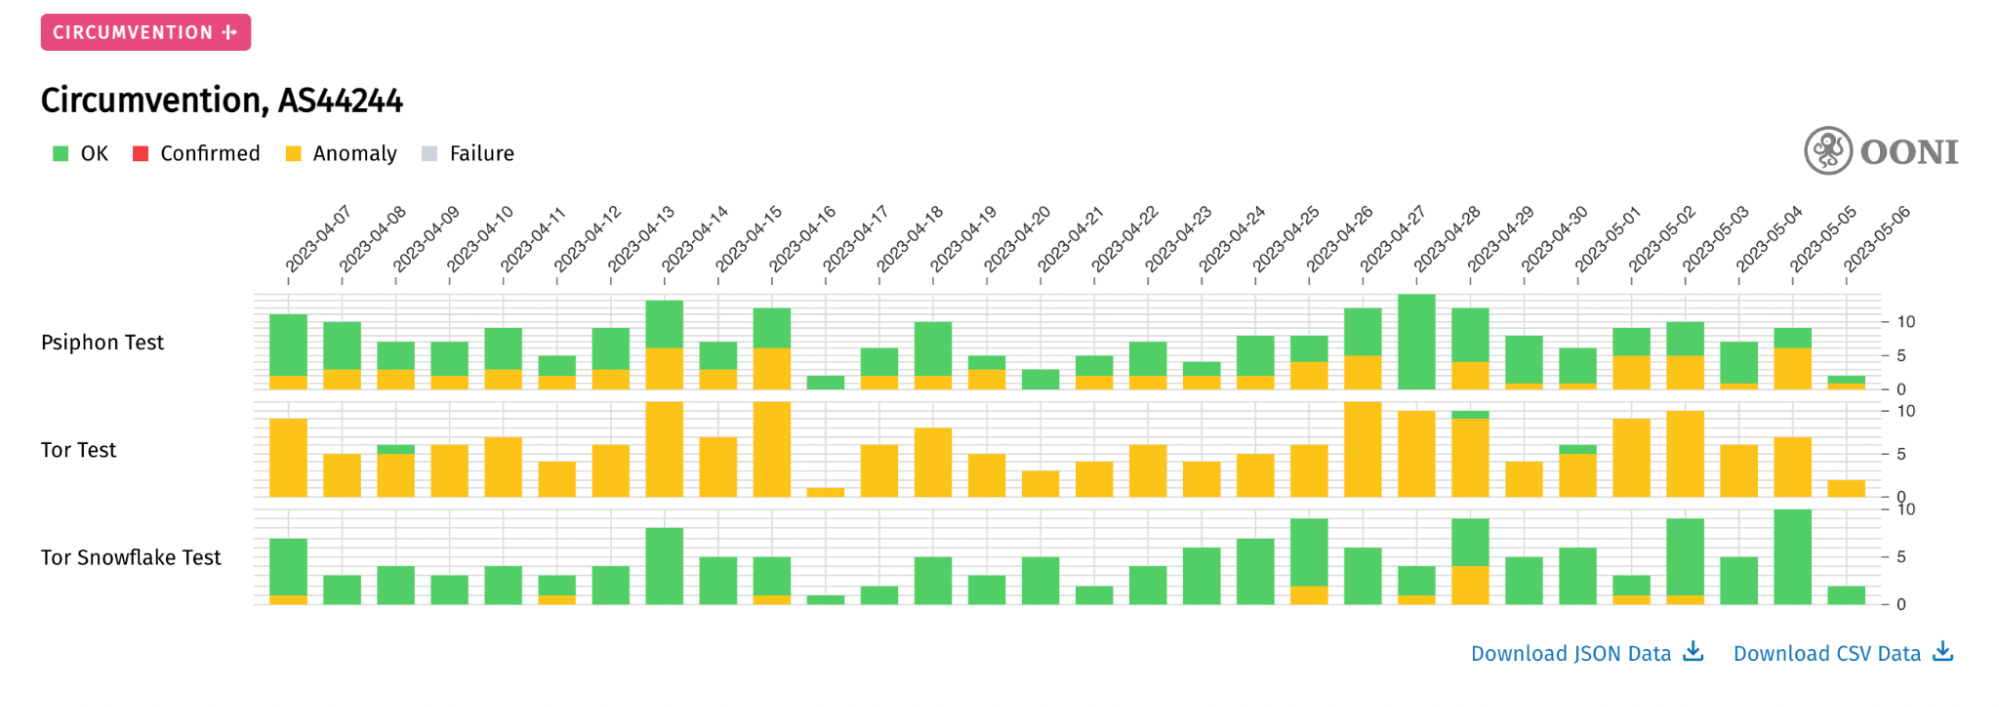 CIRCUMVENTION
Circumvention, AS44244
OK Confirmed Anomaly Failure
OONI
2023-04-07 2023-04-08 2023-04-09 2023-04-10 2023-04-11 2023-04-12 2023-04-13 2023-04-14 2023-04-15 2023-04-16 2023-04-17 2023-04-18 2023-04-19 2023-04-20 2023-04-21 2023-04-22 2023-04-23 2023-04-24 2023-04-25 2023-04-26 2023-04-27 2023-04-28 2023-04-29 2023-04-30 2023-05-01 2023-05-02 2023-05-03 2023-05-04 2023-05-05 2023-05-06
10
Psiphon Test
5
0
10
Tor Test
5
0
10
Tor Snowflake Test
5
0
Download JSON Data Download CSV Data